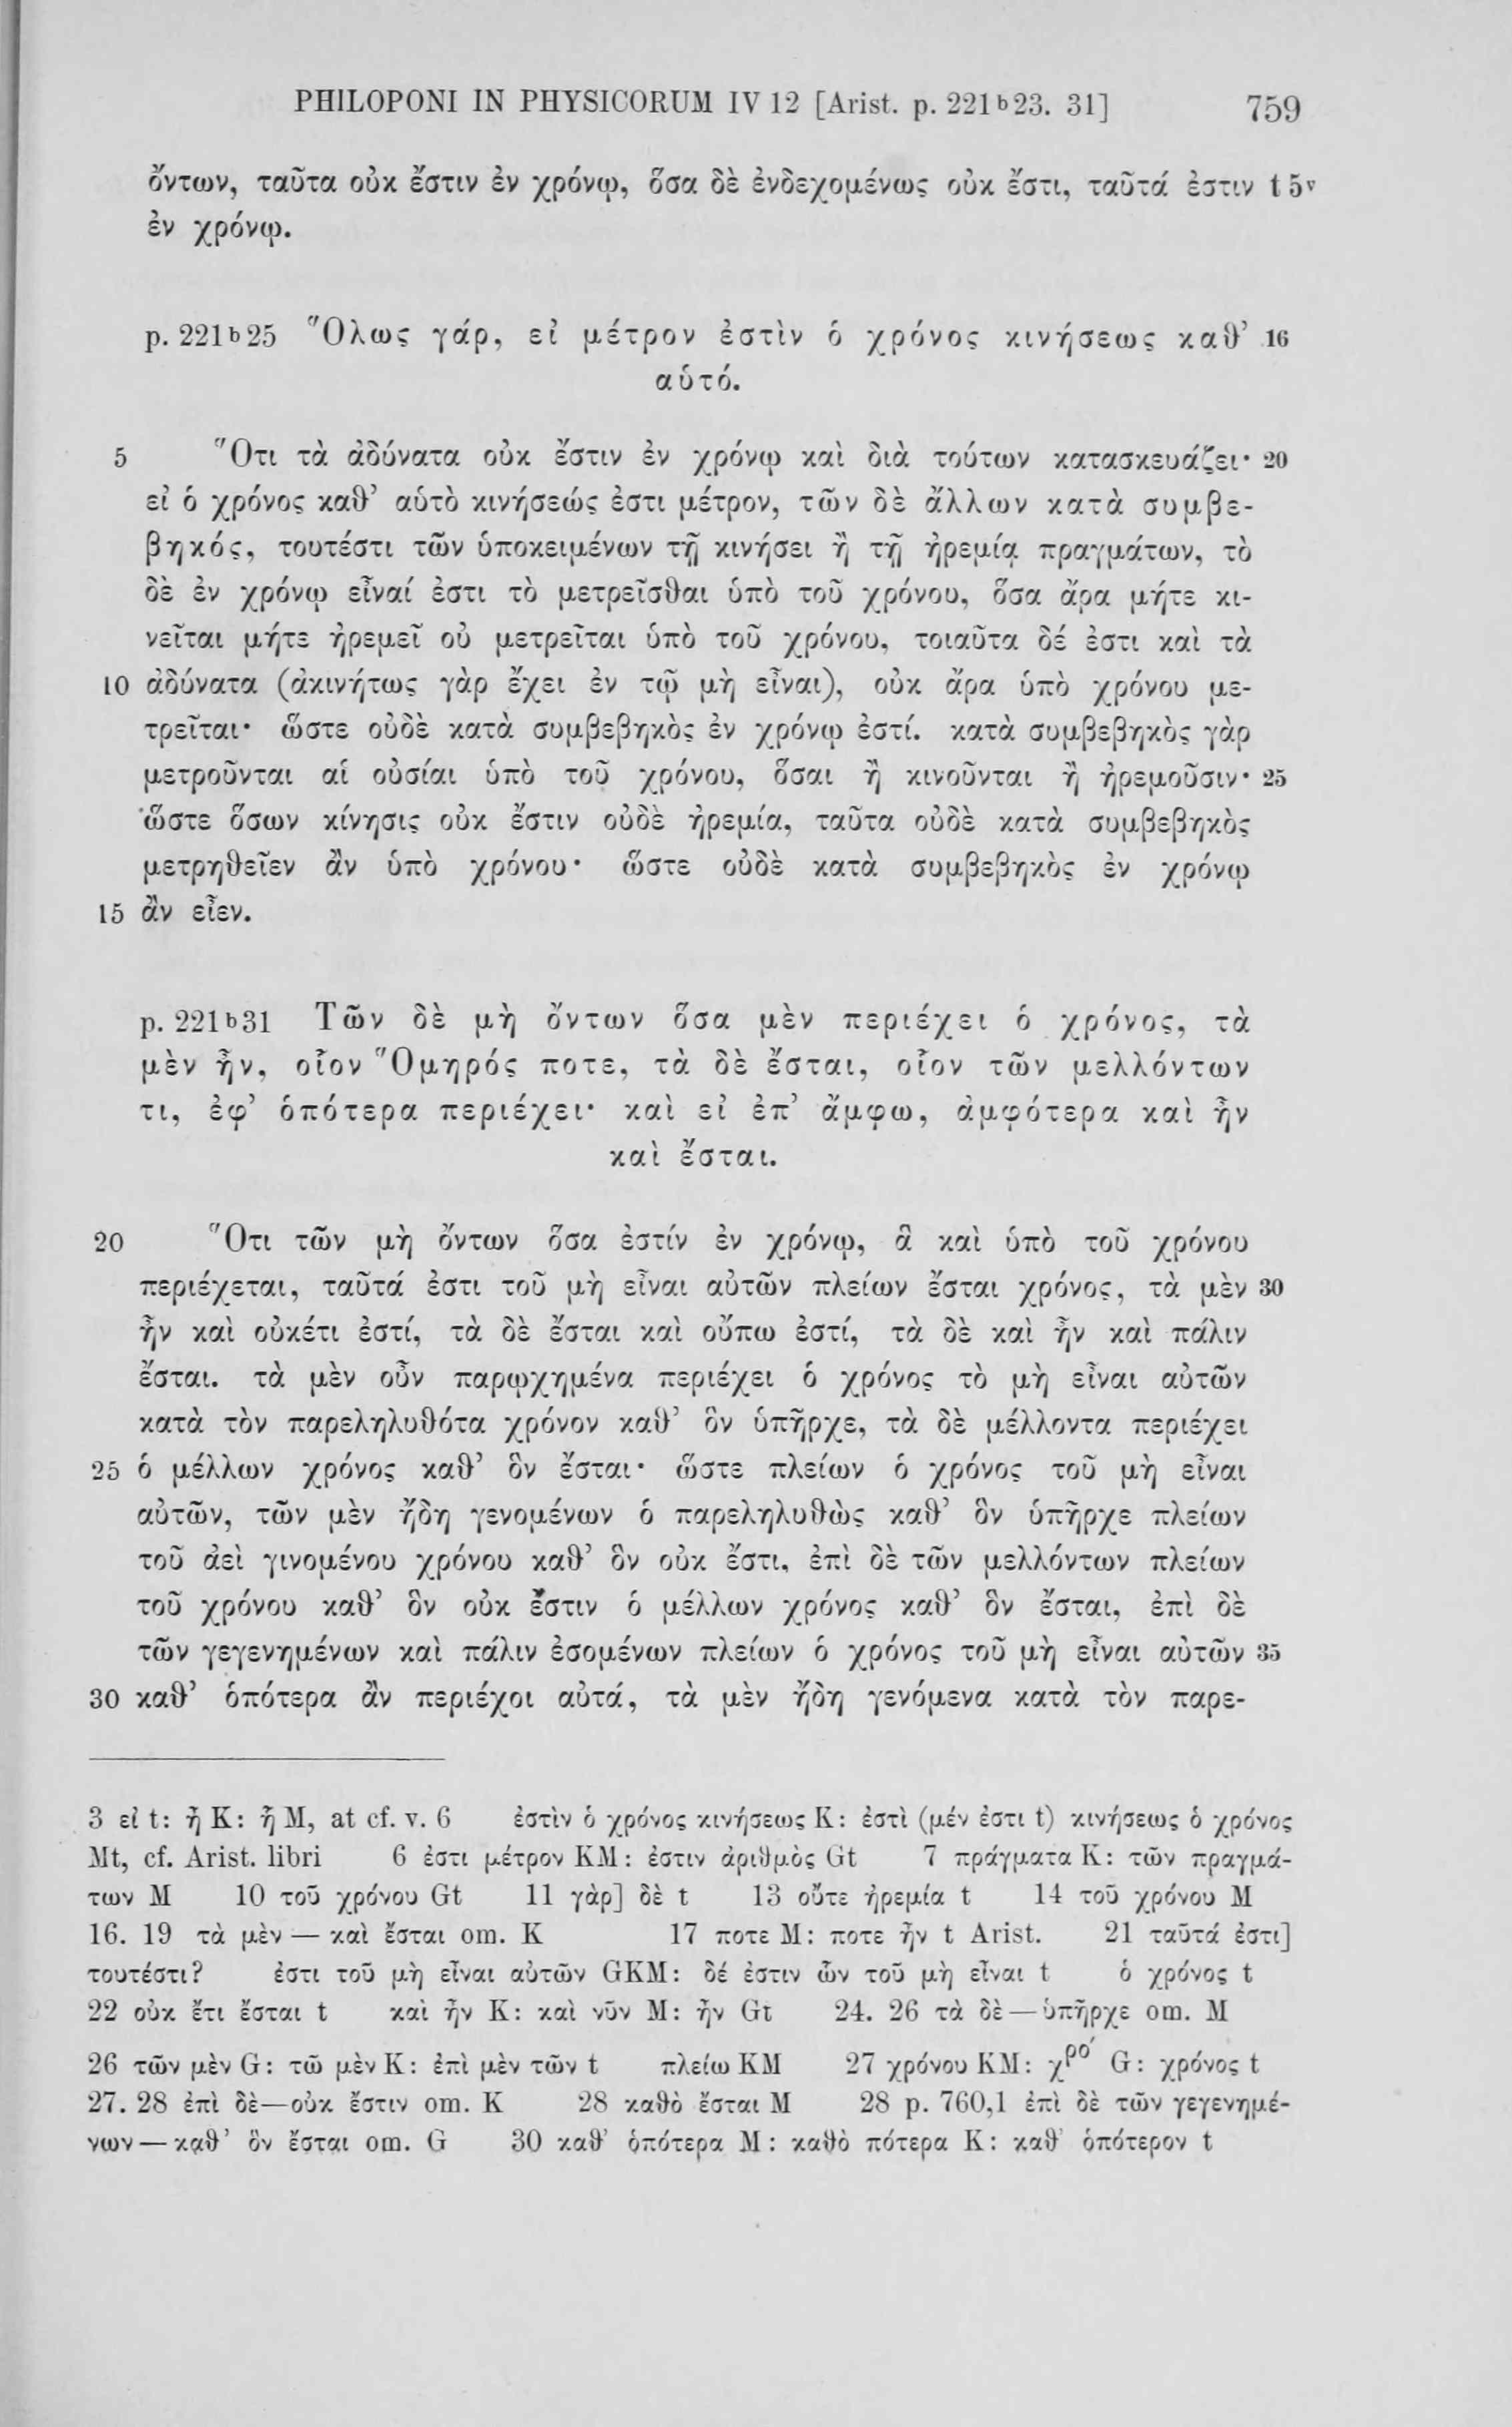 PHILOPONI IN PHYSICORUM IV 12 [Arist. p. 221ᵇ23. 31] 759
ὄντων, ταῦτα οὐκ ἔστιν ἐν χρόνῳ, ὅσα δὲ ἐνδεχομένως οὐκ ἔστι, ταῦτά ἐστιν t 5ᵛ
ἐν χρόνῳ.
p. 221ᵇ25 Ὅλως γάρ, εἰ μέτρον ἐστὶν ὁ χρόνος κινήσεως καθ’ 16
αὑτό.
5 Ὅτι τὰ ἀδύνατα οὐκ ἔστιν ἐν χρόνῳ καὶ διὰ τούτων κατασκευάζει· 20
εἰ ὁ χρόνος καθ’ αὑτὸ κινήσεώς ἐστι μέτρον, τῶν δὲ ἄλλων κατὰ συμβε-
βηκός, τουτέστι τῶν ὑποκειμένων τῇ κινήσει ἢ τῇ ἠρεμίᾳ πραγμάτων, τὸ
δὲ ἐν χρόνῳ εἶναί ἐστι τὸ μετρεῖσθαι ὑπὸ τοῦ χρόνου, ὅσα ἄρα μήτε κι-
νεῖται μήτε ἠρεμεῖ οὐ μετρεῖται ὑπὸ τοῦ χρόνου, τοιαῦτα δέ ἐστι καὶ τὰ
10 ἀδύνατα (ἀκινήτως γὰρ ἔχει ἐν τῷ μὴ εἶναι), οὐκ ἄρα ὑπὸ χρόνου με-
τρεῖται· ὥστε οὐδὲ κατὰ συμβεβηκὸς ἐν χρόνῳ ἐστί. κατὰ συμβεβηκὸς γὰρ
μετροῦνται αἱ οὐσίαι ὑπὸ τοῦ χρόνου, ὅσαι ἢ κινοῦνται ἢ ἠρεμοῦσιν· 25
ὥστε ὅσων κίνησις οὐκ ἔστιν οὐδὲ ἠρεμία, ταῦτα οὐδὲ κατὰ συμβεβηκὸς
μετρηθεῖεν ἂν ὑπὸ χρόνου· ὥστε οὐδὲ κατὰ συμβεβηκὸς ἐν χρόνῳ
15 ἂν εἶεν.
p. 221ᵇ31 Τῶν δὲ μὴ ὄντων ὅσα μὲν περιέχει ὁ χρόνος, τὰ
μὲν ἦν, οἷον Ὅμηρός ποτε, τὰ δὲ ἔσται, οἷον τῶν μελλόντων
τι, ἐφ’ ὁπότερα περιέχει· καὶ εἰ ἐπ’ ἄμφω, ἀμφότερα καὶ ἦν
καὶ ἔσται.
20 Ὅτι τῶν μὴ ὄντων ὅσα ἐστίν ἐν χρόνῳ, ἃ καὶ ὑπὸ τοῦ χρόνου
περιέχεται, ταῦτά ἐστι τοῦ μὴ εἶναι αὐτῶν πλείων ἔσται χρόνος, τὰ μὲν 30
ἦν καὶ οὐκέτι ἐστί, τὰ δὲ ἔσται καὶ οὔπω ἐστί, τὰ δὲ καὶ ἦν καὶ πάλιν
ἔσται. τὰ μὲν οὖν παρῳχημένα περιέχει ὁ χρόνος τὸ μὴ εἶναι αὐτῶν
κατὰ τὸν παρεληλυθότα χρόνον καθ’ ὃν ὑπῆρχε, τὰ δὲ μέλλοντα περιέχει
25 ὁ μέλλων χρόνος καθ’ ὃν ἔσται· ὥστε πλείων ὁ χρόνος τοῦ μὴ εἶναι
αὐτῶν, τῶν μὲν ἤδη γενομένων ὁ παρεληλυθὼς καθ’ ὃν ὑπῆρχε πλείων
τοῦ ἀεὶ γινομένου χρόνου καθ’ ὃν οὐκ ἔστι, ἐπὶ δὲ τῶν μελλόντων πλείων
τοῦ χρόνου καθ’ ὃν οὐκ ἔστιν ὁ μέλλων χρόνος καθ’ ὃν ἔσται, ἐπὶ δὲ
τῶν γεγενημένων καὶ πάλιν ἐσομένων πλείων ὁ χρόνος τοῦ μὴ εἶναι αὐτῶν 35
30 καθ’ ὁπότερα ἂν περιέχοι αὐτά, τὰ μὲν ἤδη γενόμενα κατὰ τὸν παρε-
3 εἰ t: ἡ K: ἦ M, at cf. v. 6 ἐστὶν ὁ χρόνος κινήσεως K: ἐστὶ (μέν ἐστι t) κινήσεως ὁ χρόνος
Mt, cf. Arist. libri 6 ἐστι μέτρον KM: ἐστιν ἀριθμὸς Gt 7 πράγματα K: τῶν πραγμά-
των M 10 τοῦ χρόνου Gt 11 γὰρ] δὲ t 13 οὔτε ἠρεμία t 14 τοῦ χρόνου M
16. 19 τὰ μὲν — καὶ ἔσται om. K 17 ποτε M: ποτε ἦν t Arist. 21 ταῦτά ἐστι]
τουτέστι? ἐστι τοῦ μὴ εἶναι αὐτῶν GKM: δέ ἐστιν ὧν τοῦ μὴ εἶναι t ὁ χρόνος t
22 οὐκ ἔτι ἔσται t καὶ ἦν K: καὶ νῦν M: ἦν Gt 24. 26 τὰ δὲ — ὑπῆρχε om. M
26 τῶν μὲν G: τῶ μὲν K: ἐπὶ μὲν τῶν t πλείω KM 27 χρόνου KM: χρο´ G: χρόνος t
27. 28 ἐπὶ δὲ—οὐκ ἔστιν om. K 28 καθὸ ἔσται M 28 p. 760,1 ἐπὶ δὲ τῶν γεγενημέ-
νων — καθ’ ὃν ἔσται om. G 30 καθ’ ὁπότερα M: καθὸ πότερα K: καθ’ ὁπότερον t